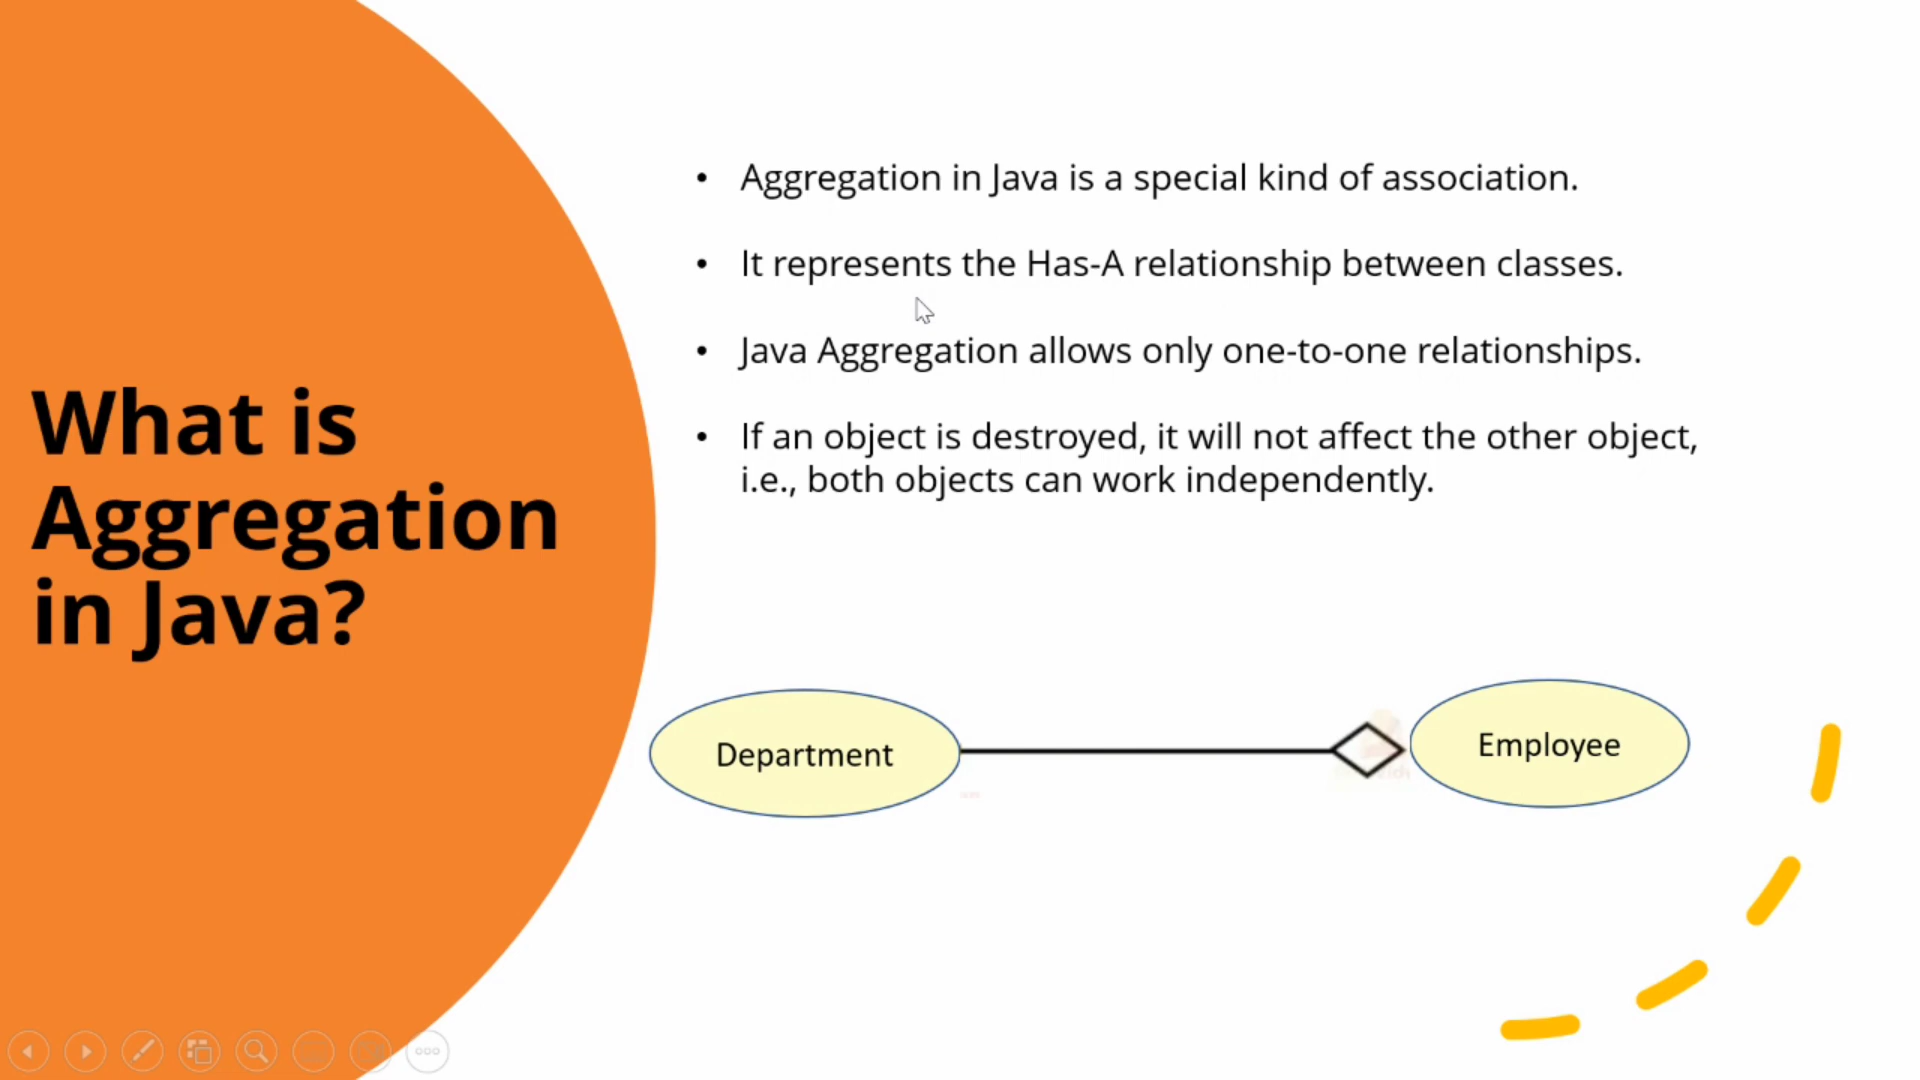 What is
Aggregation
in Java?
• Aggregation in Java is a special kind of association.
• It represents the Has-A relationship between classes.
• Java Aggregation allows only one-to-one relationships.
• If an object is destroyed, it will not affect the other object,
i.e., both objects can work independently.
Department
Employee